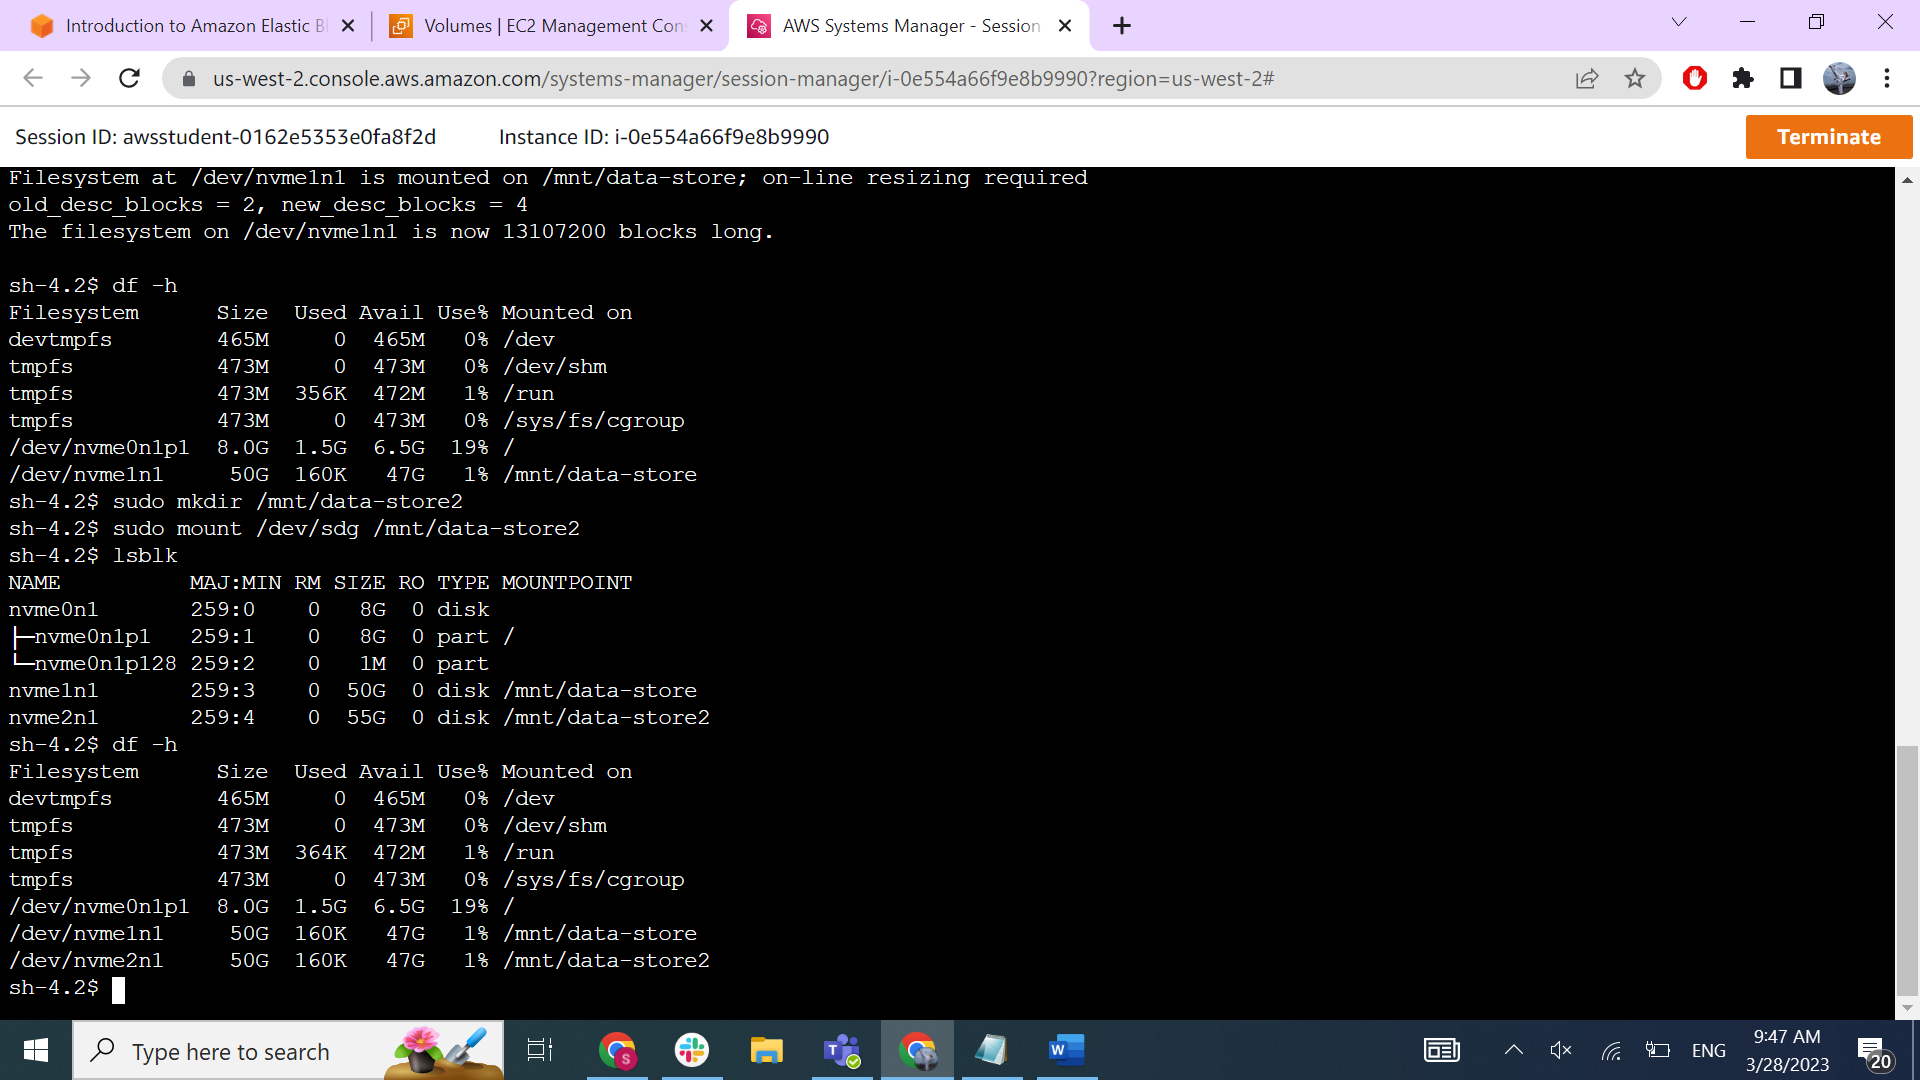 Introduction to Amazon Elastic Bl
Volumes | EC2 Management Con
AWS Systems Manager - Session
us-west-2.console.aws.amazon.com/systems-manager/session-manager/i-0e554a66f9e8b9990?region=us-west-2#
Session ID: awsstudent-0162e5353e0fa8f2d Instance ID: i-0e554a66f9e8b9990 Terminate
Filesystem at /dev/nvme1n1 is mounted on /mnt/data-store; on-line resizing required
old_desc_blocks = 2, new_desc_blocks = 4
The filesystem on /dev/nvme1n1 is now 13107200 blocks long.
sh-4.2$ df -h
Filesystem      Size  Used Avail Use% Mounted on
devtmpfs        465M     0  465M   0% /dev
tmpfs           473M     0  473M   0% /dev/shm
tmpfs           473M  356K  472M   1% /run
tmpfs           473M     0  473M   0% /sys/fs/cgroup
/dev/nvme0n1p1  8.0G  1.5G  6.5G  19% /
/dev/nvme1n1     50G  160K   47G   1% /mnt/data-store
sh-4.2$ sudo mkdir /mnt/data-store2
sh-4.2$ sudo mount /dev/sdg /mnt/data-store2
sh-4.2$ lsblk
NAME          MAJ:MIN RM SIZE RO TYPE MOUNTPOINT
nvme0n1       259:0    0   8G  0 disk
├─nvme0n1p1   259:1    0   8G  0 part /
└─nvme0n1p128 259:2    0   1M  0 part
nvme1n1       259:3    0  50G  0 disk /mnt/data-store
nvme2n1       259:4    0  55G  0 disk /mnt/data-store2
sh-4.2$ df -h
Filesystem      Size  Used Avail Use% Mounted on
devtmpfs        465M     0  465M   0% /dev
tmpfs           473M     0  473M   0% /dev/shm
tmpfs           473M  364K  472M   1% /run
tmpfs           473M     0  473M   0% /sys/fs/cgroup
/dev/nvme0n1p1  8.0G  1.5G  6.5G  19% /
/dev/nvme1n1     50G  160K   47G   1% /mnt/data-store
/dev/nvme2n1     50G  160K   47G   1% /mnt/data-store2
sh-4.2$
Type here to search
S
T
W
ENG
9:47 AM
3/28/2023
20